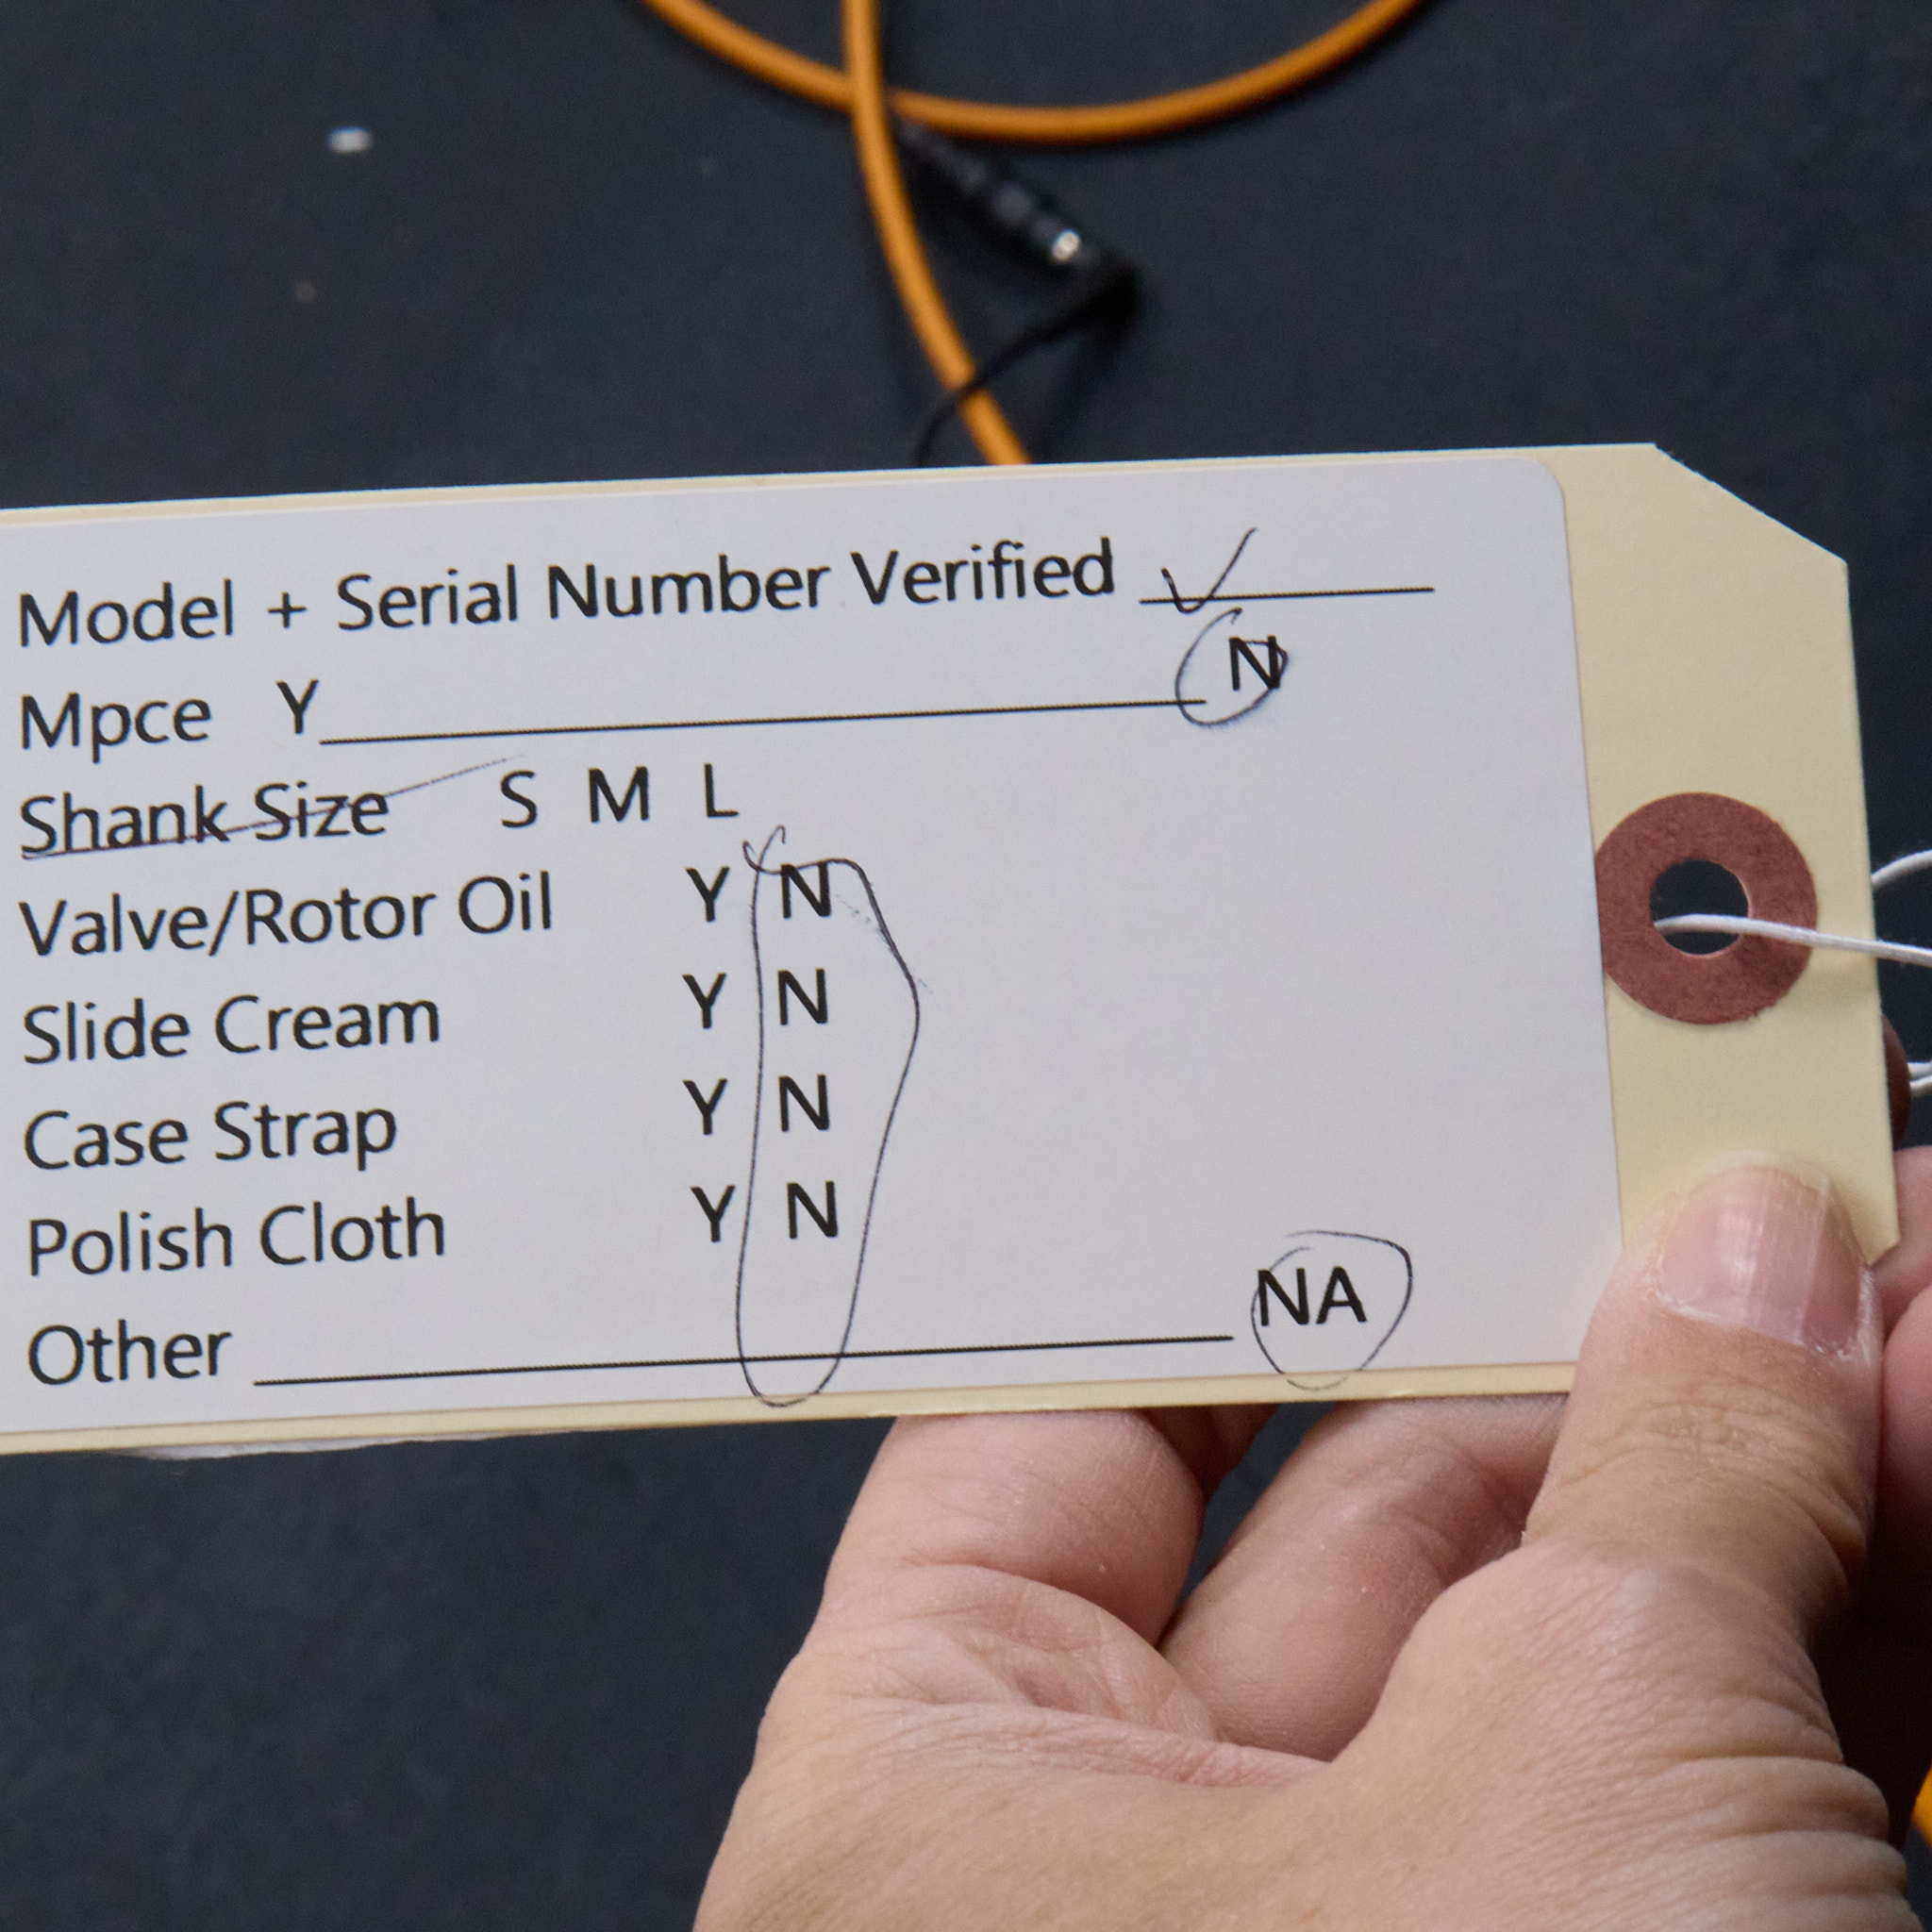 Model + Serial Number Verified ✓
Mpce Y N
Shank Size S M L
Valve/Rotor Oil Y N
Slide Cream Y N
Case Strap Y N
Polish Cloth Y N
Other NA